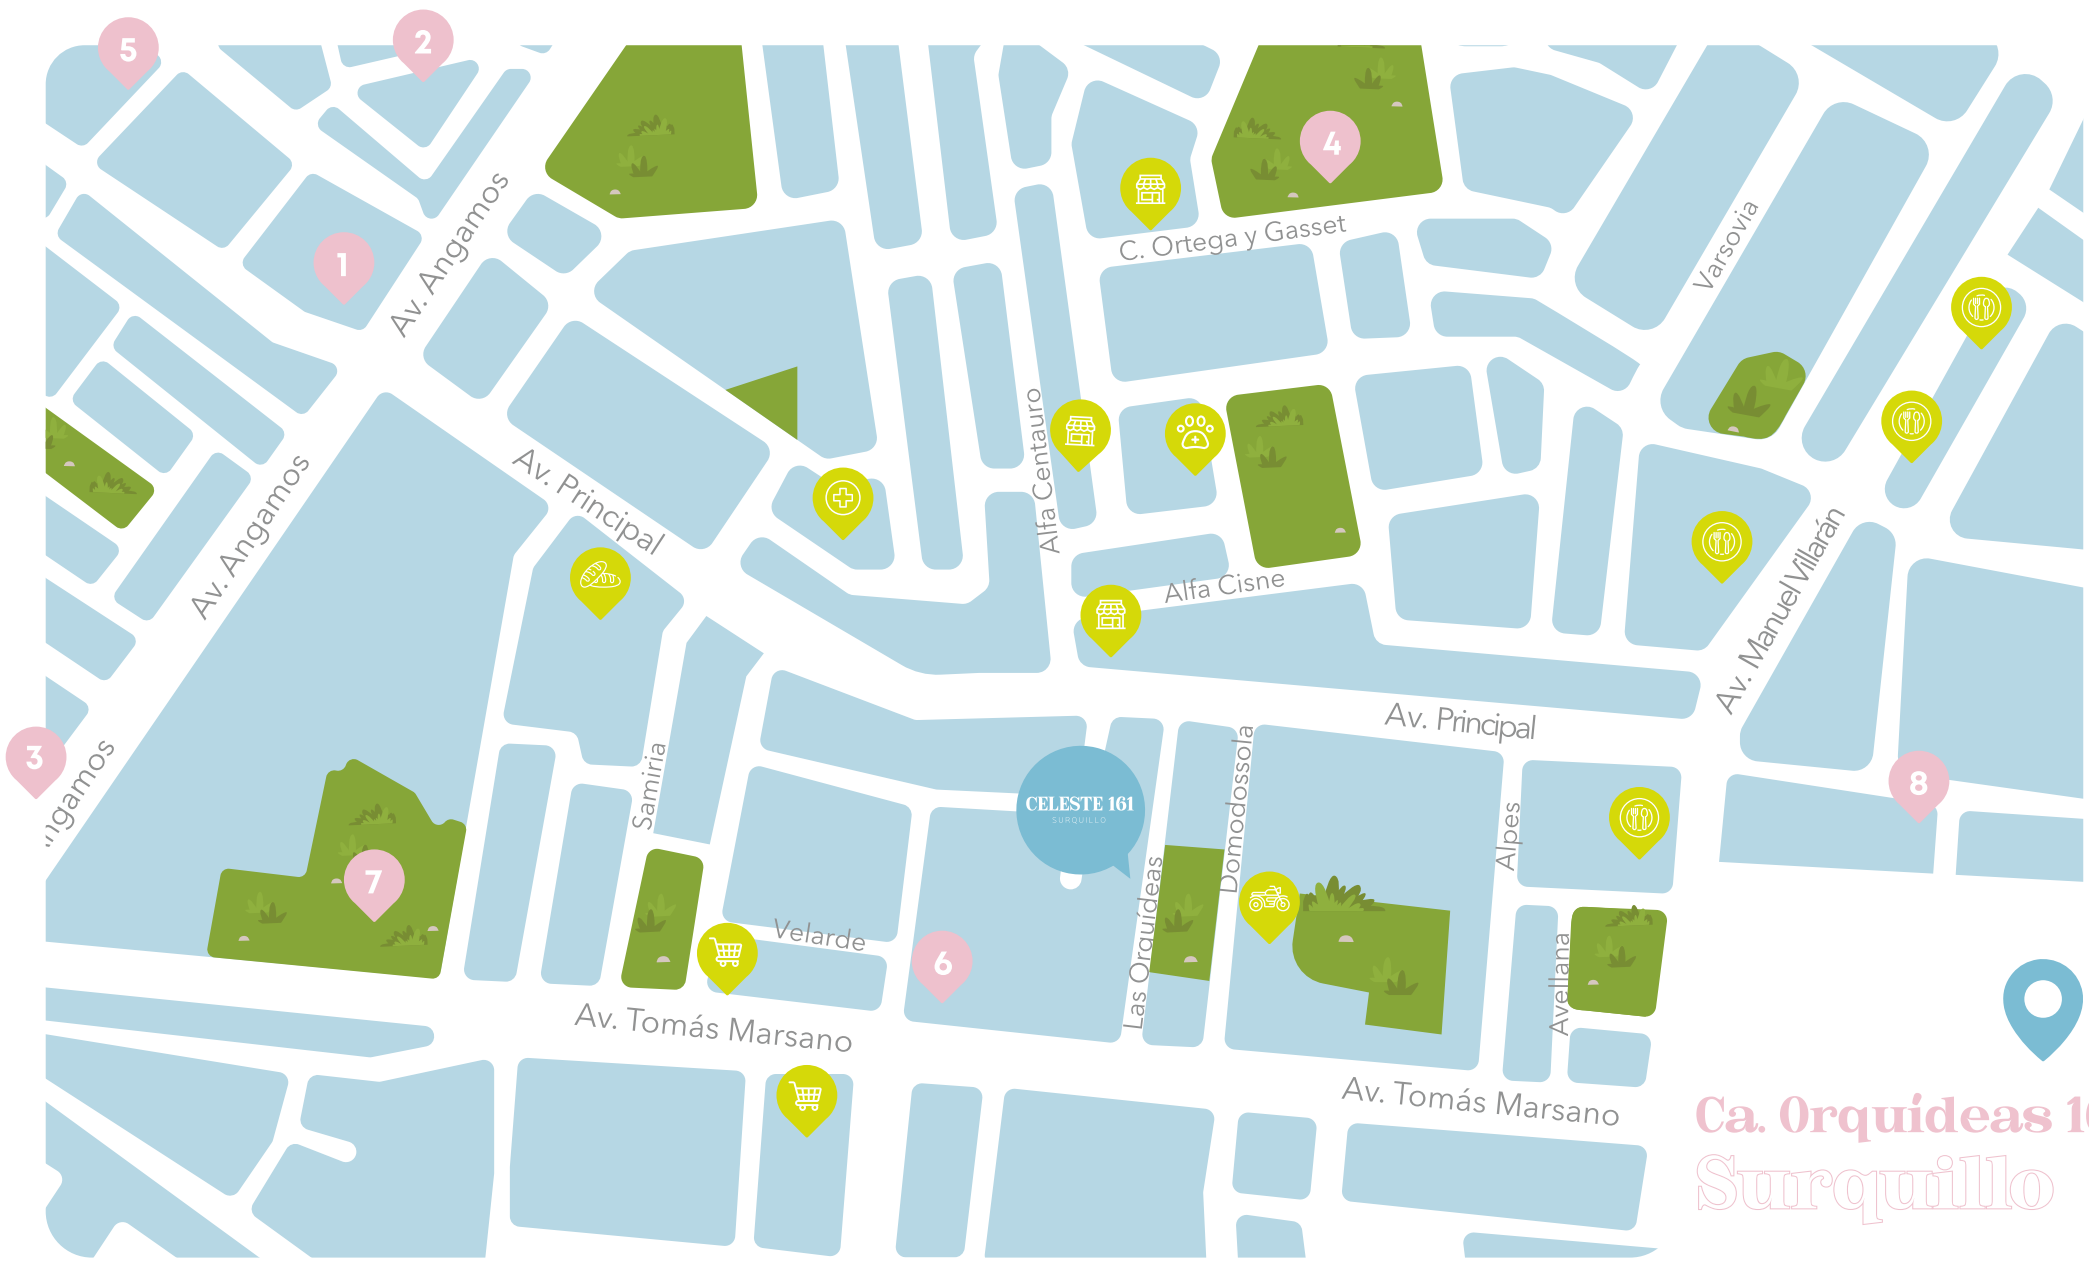 5
2
4
1
Av. Angamos
C. Ortega y Gasset
Varsovia
Av. Principal
Alfa Centauro
Av. Angamos
Alfa Cisne
Av. Manuel Villarán
Av. Principal
3
ngamos
Samiria
CELESTE 161
SURQUILLO
Domodossola
Alpes
8
7
Velarde
6
Las Orquídeas
Avellana
Av. Tomás Marsano
Av. Tomás Marsano
Ca. Orquídeas 1
Surquillo